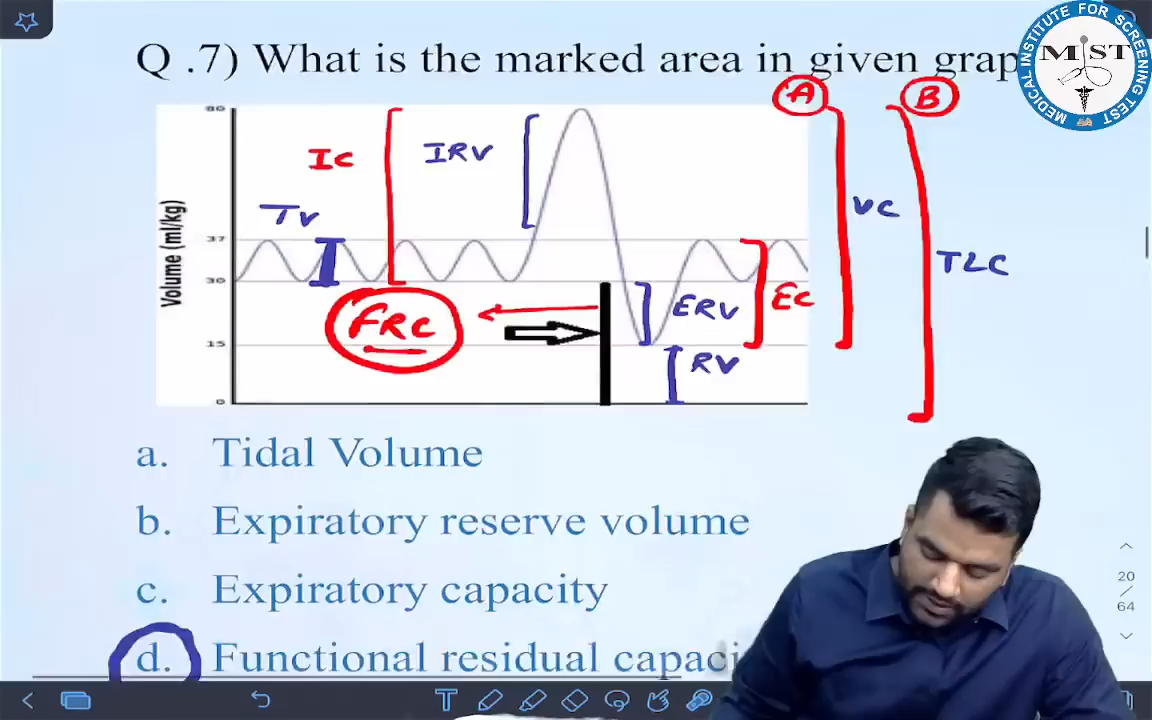 Q .7) What is the marked area in given grap
MEDICAL INSTITUTE FOR SCREENING TEST
MIST
A
B
80
IC
IRV
TV
VC
37
TLC
Volume (ml/kg)
30
FRC
ERV
EC
15
RV
0
a. Tidal Volume
b. Expiratory reserve volume
c. Expiratory capacity
d. Functional residual capaci
20
/
64
T